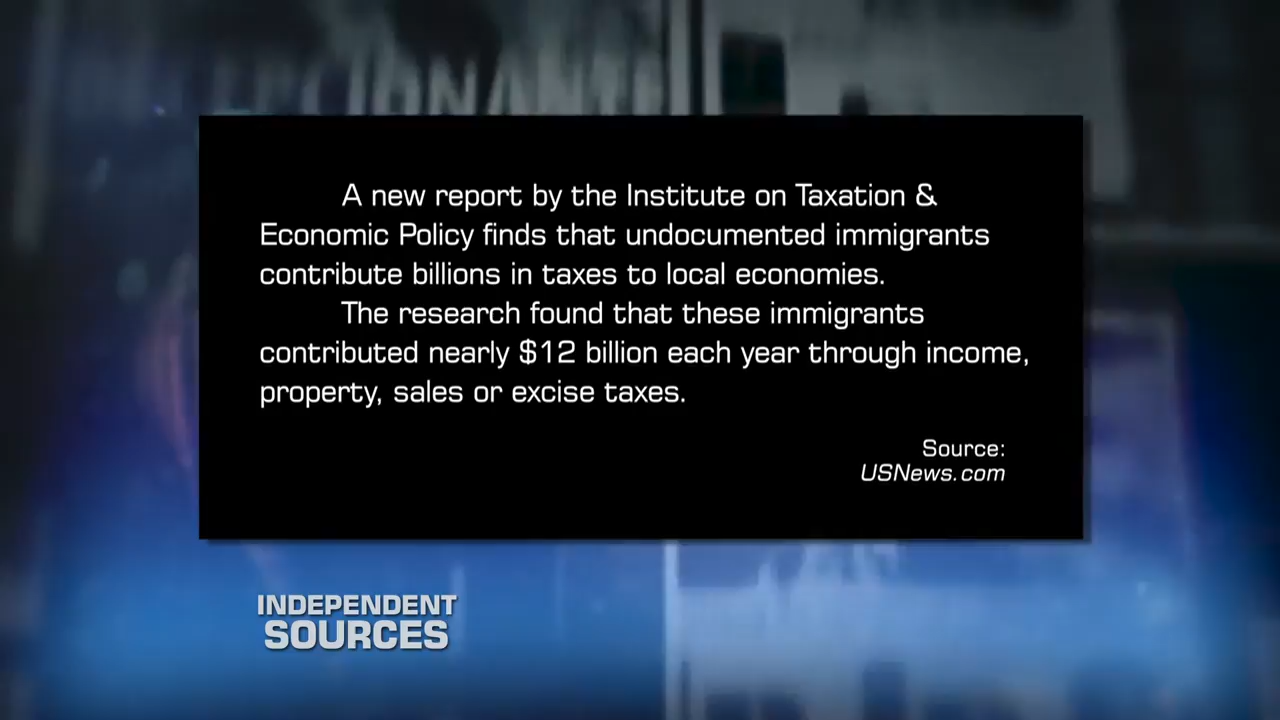 A new report by the Institute on Taxation &
Economic Policy finds that undocumented immigrants
contribute billions in taxes to local economies.
The research found that these immigrants
contributed nearly $12 billion each year through income,
property, sales or excise taxes.
Source:
USNews.com
INDEPENDENT
SOURCES